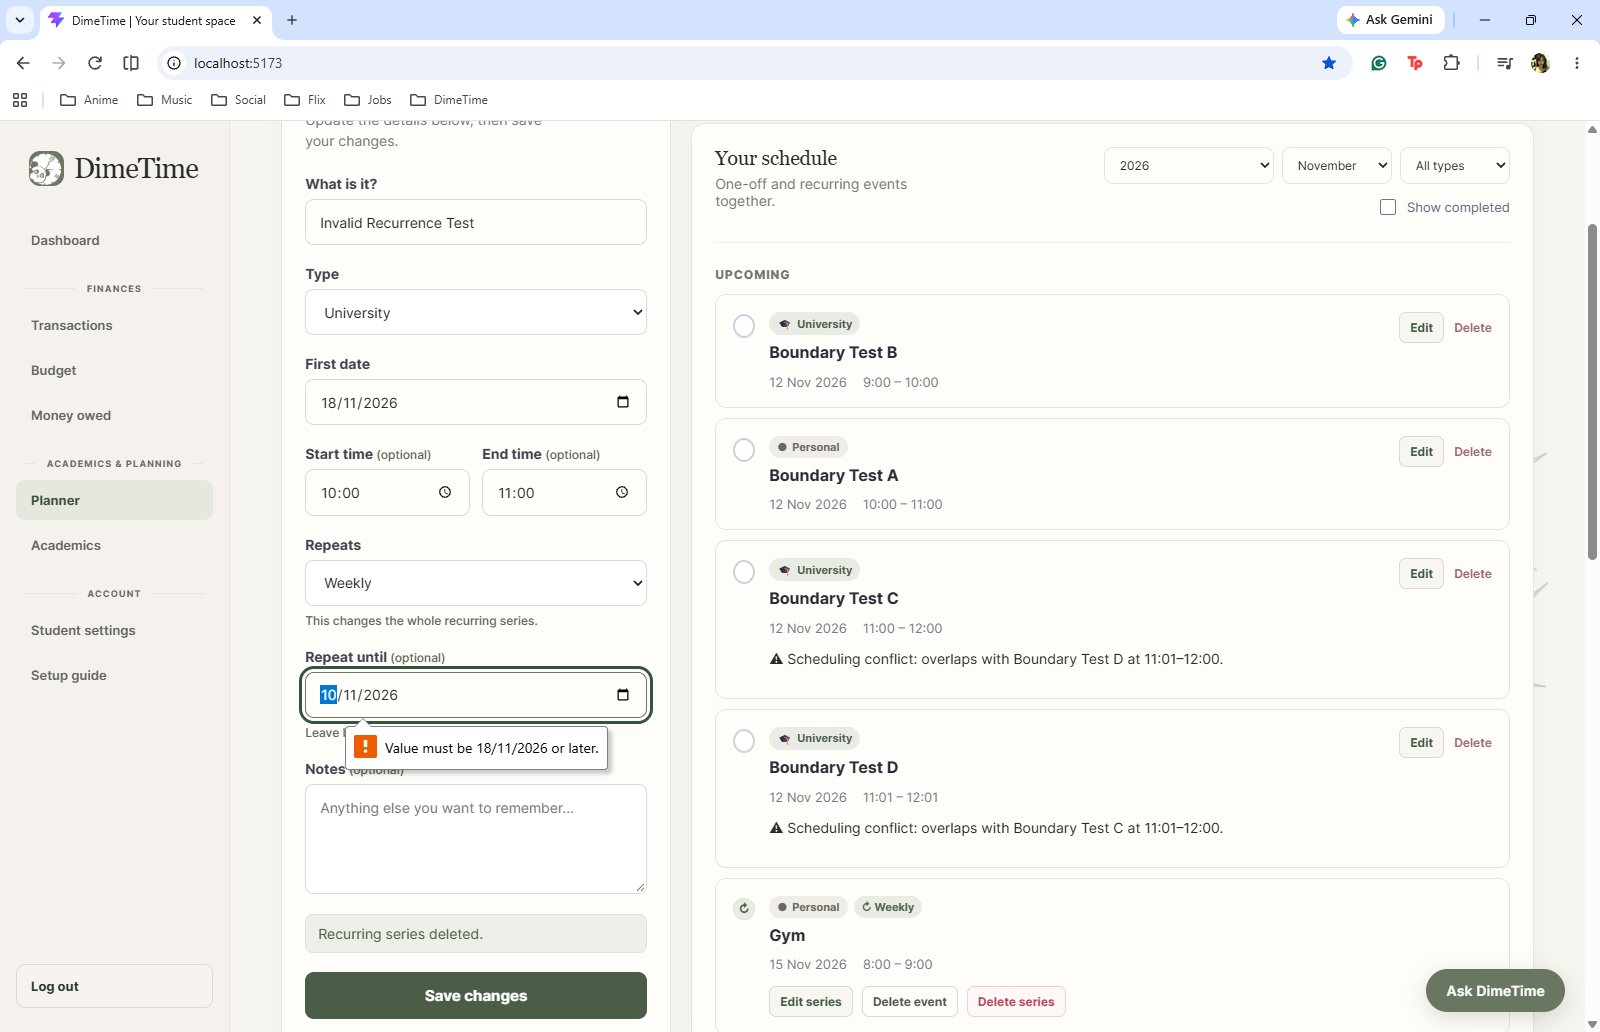 DimeTime | Your student space
Ask Gemini
localhost:5173
Anime
Music
Social
Flix
Jobs
DimeTime
DimeTime
Dashboard
FINANCES
Transactions
Budget
Money owed
ACADEMICS & PLANNING
Planner
Academics
ACCOUNT
Student settings
Setup guide
Log out
Update the details below, then save
your changes.
What is it?
Invalid Recurrence Test
Type
University
First date
18/11/2026
Start time (optional)
End time (optional)
10:00
11:00
Repeats
Weekly
This changes the whole recurring series.
Repeat until (optional)
10/11/2026
Leave
Value must be 18/11/2026 or later.
Notes (optional)
Anything else you want to remember...
Recurring series deleted.
Save changes
Your schedule
One-off and recurring events
together.
2026
November
All types
Show completed
UPCOMING
University
Boundary Test B
12 Nov 2026 9:00 – 10:00
Edit
Delete
Personal
Boundary Test A
12 Nov 2026 10:00 – 11:00
Edit
Delete
University
Boundary Test C
12 Nov 2026 11:00 – 12:00
⚠ Scheduling conflict: overlaps with Boundary Test D at 11:01–12:00.
Edit
Delete
University
Boundary Test D
12 Nov 2026 11:01 – 12:01
⚠ Scheduling conflict: overlaps with Boundary Test C at 11:01–12:00.
Edit
Delete
Personal
Weekly
Gym
15 Nov 2026 8:00 – 9:00
Edit series
Delete event
Delete series
Ask DimeTime